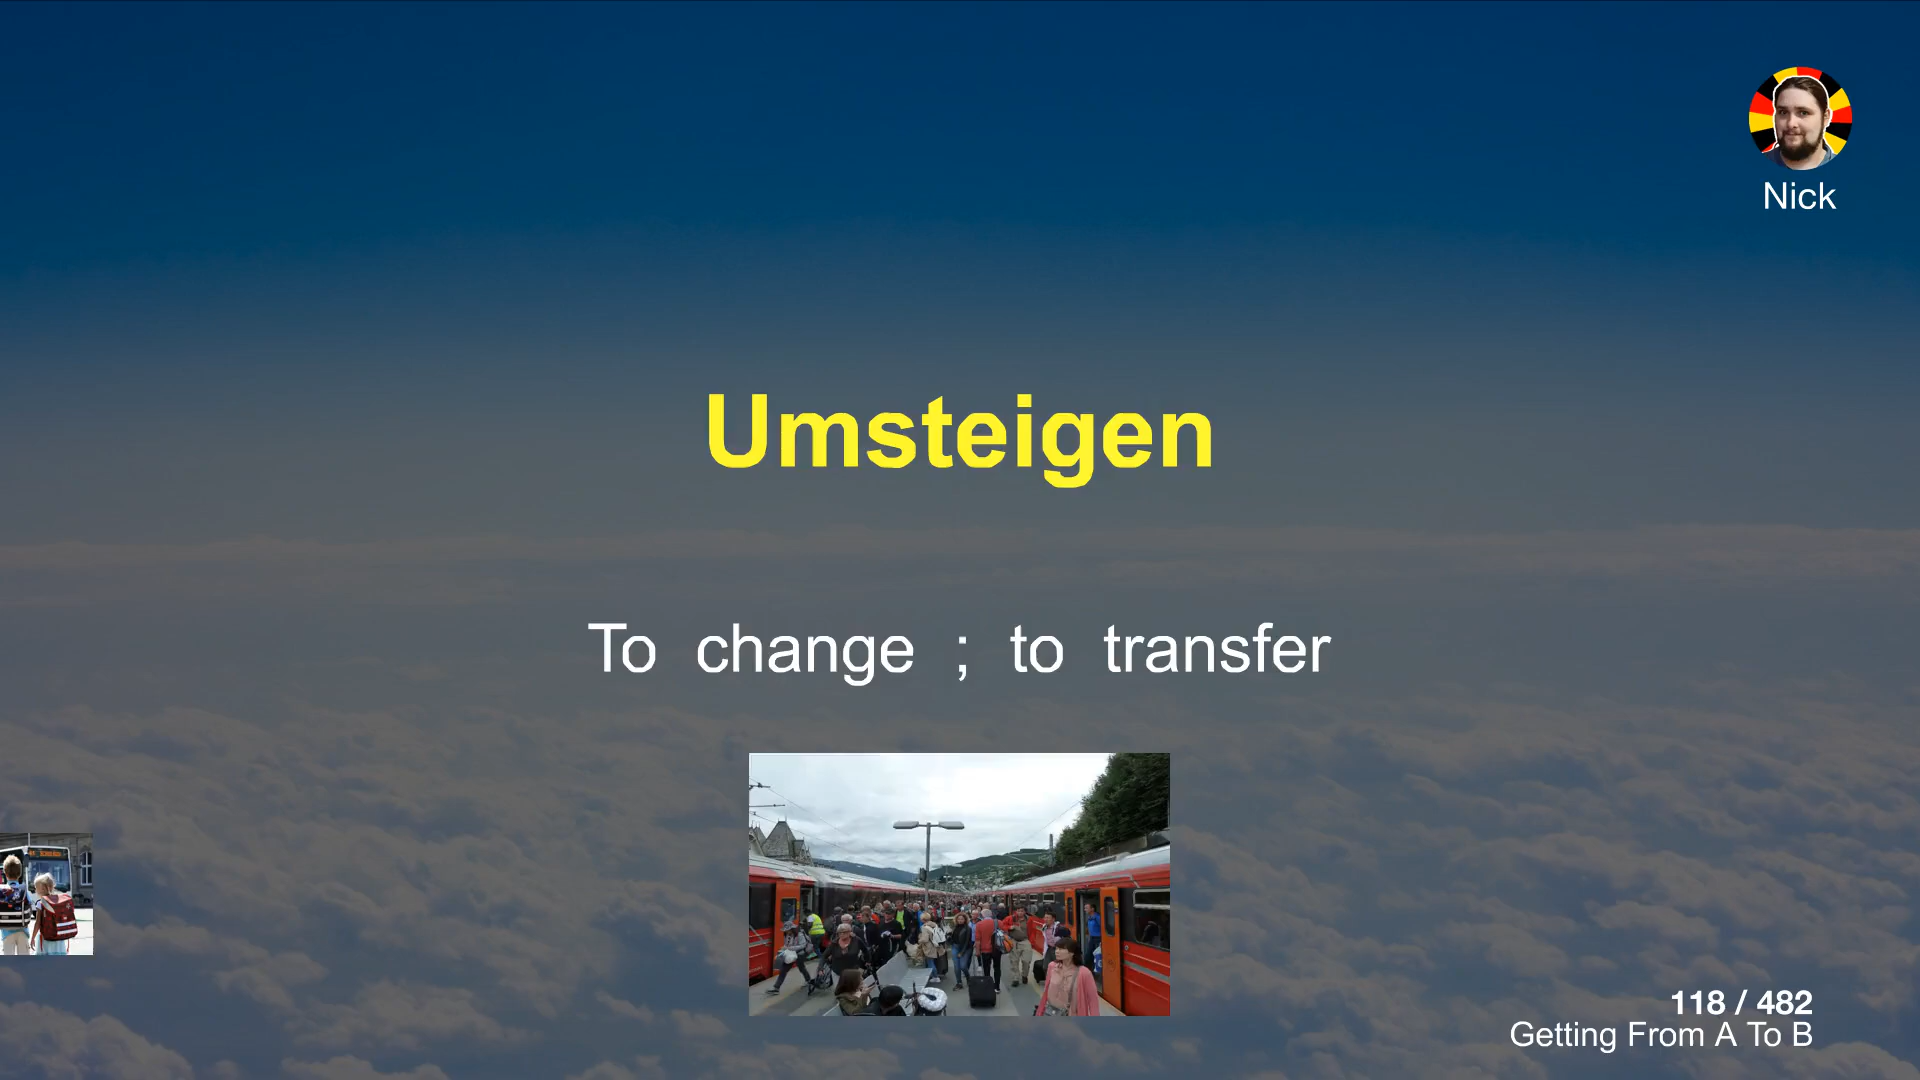 Nick
Umsteigen
To change ; to transfer
118 / 482
Getting From A To B